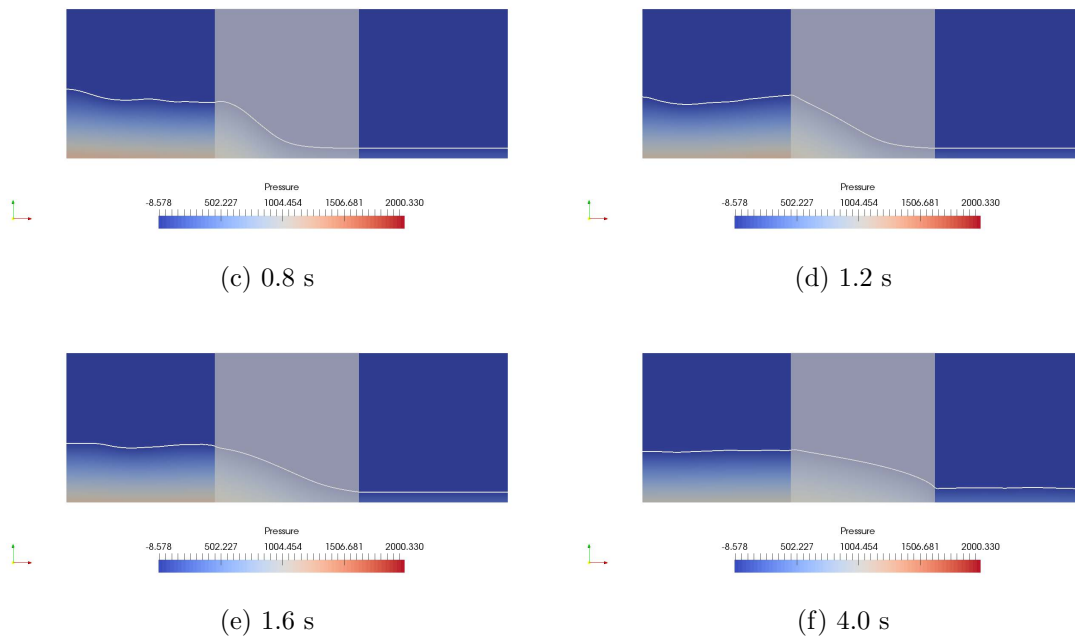 Pressure
-8.578 502.227 1004.454 1506.681 2000.330
(c) 0.8 s
Pressure
-8.578 502.227 1004.454 1506.681 2000.330
(d) 1.2 s
Pressure
-8.578 502.227 1004.454 1506.681 2000.330
(e) 1.6 s
Pressure
-8.578 502.227 1004.454 1506.681 2000.330
(f) 4.0 s